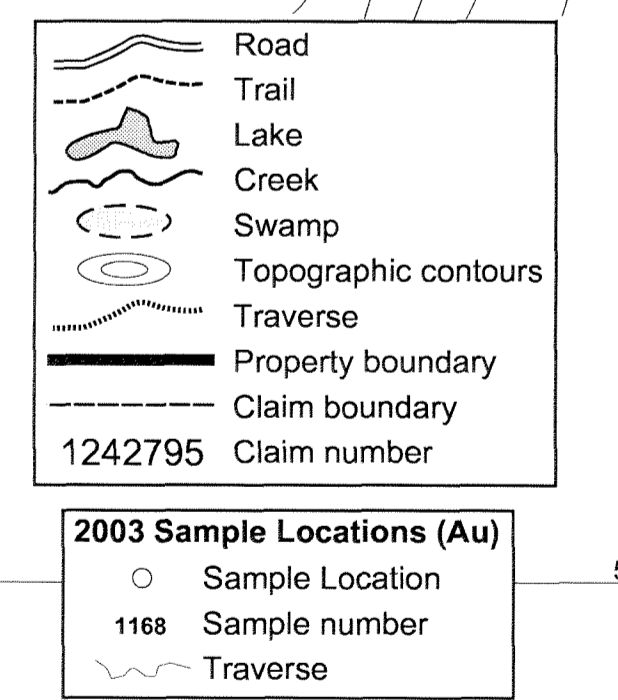 Road
Trail
Lake
Creek
Swamp
Topographic contours
Traverse
Property boundary
Claim boundary
1242795 Claim number
2003 Sample Locations (Au)
Sample Location
1168 Sample number
Traverse